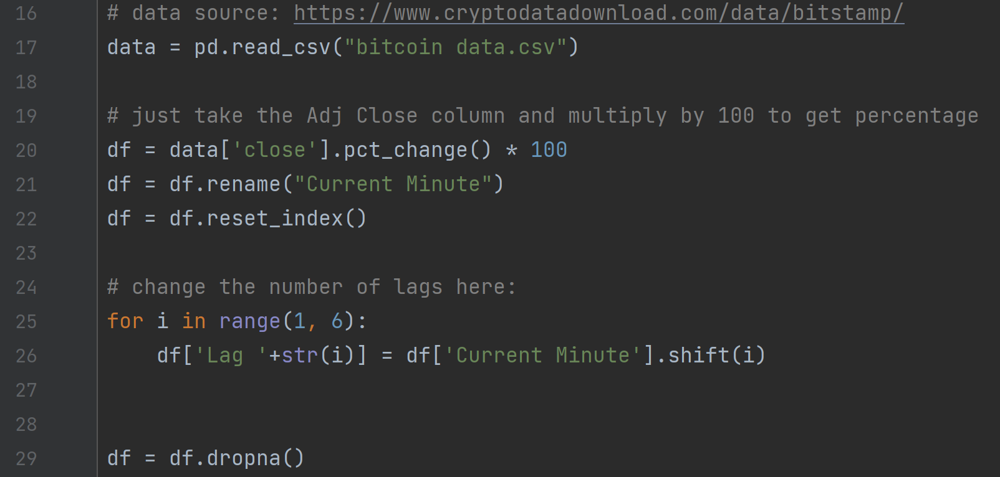 16 # data source: https://www.cryptodatadownload.com/data/bitstamp/
17 data = pd.read_csv("bitcoin data.csv")
18
19 # just take the Adj Close column and multiply by 100 to get percentage
20 df = data['close'].pct_change() * 100
21 df = df.rename("Current Minute")
22 df = df.reset_index()
23
24 # change the number of lags here:
25 for i in range(1, 6):
26     df['Lag '+str(i)] = df['Current Minute'].shift(i)
27
28
29 df = df.dropna()